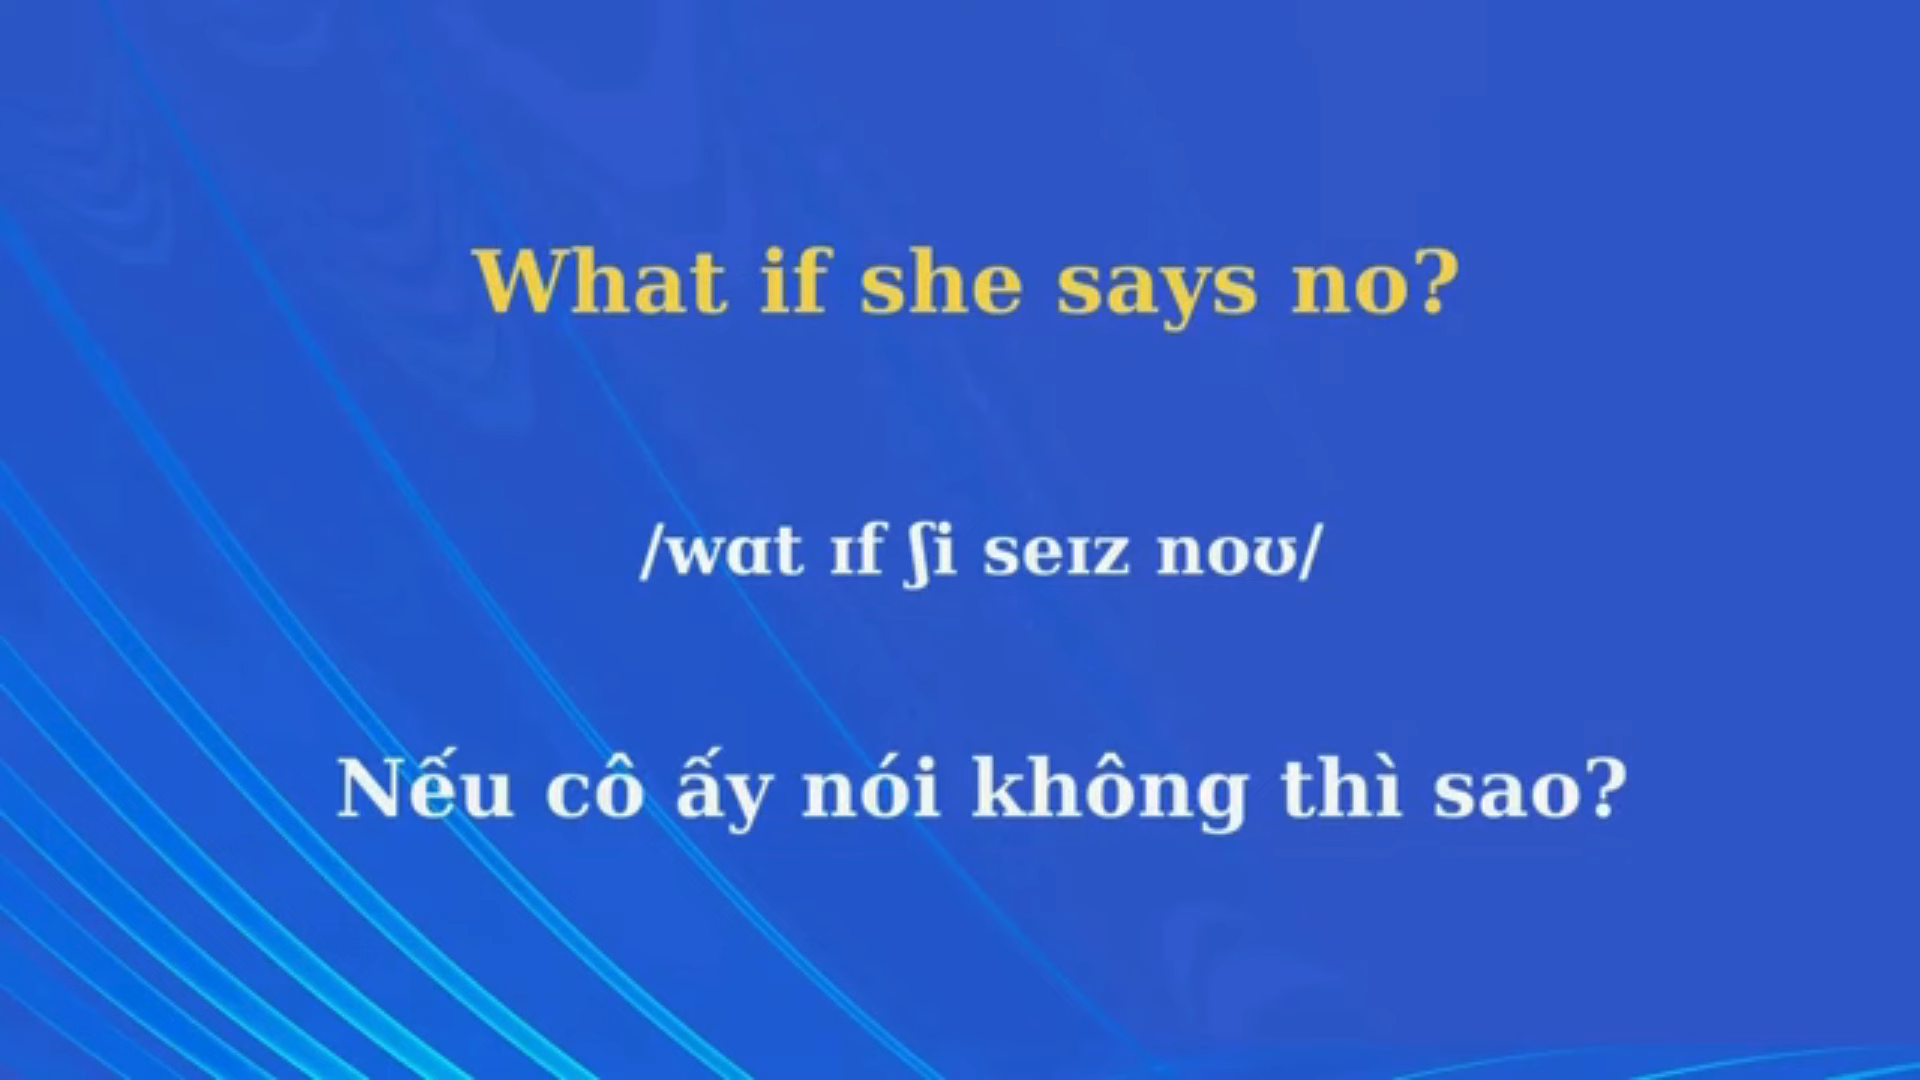 What if she says no?
/wɑt ɪf ʃi seɪz noʊ/
Nếu cô ấy nói không thì sao?